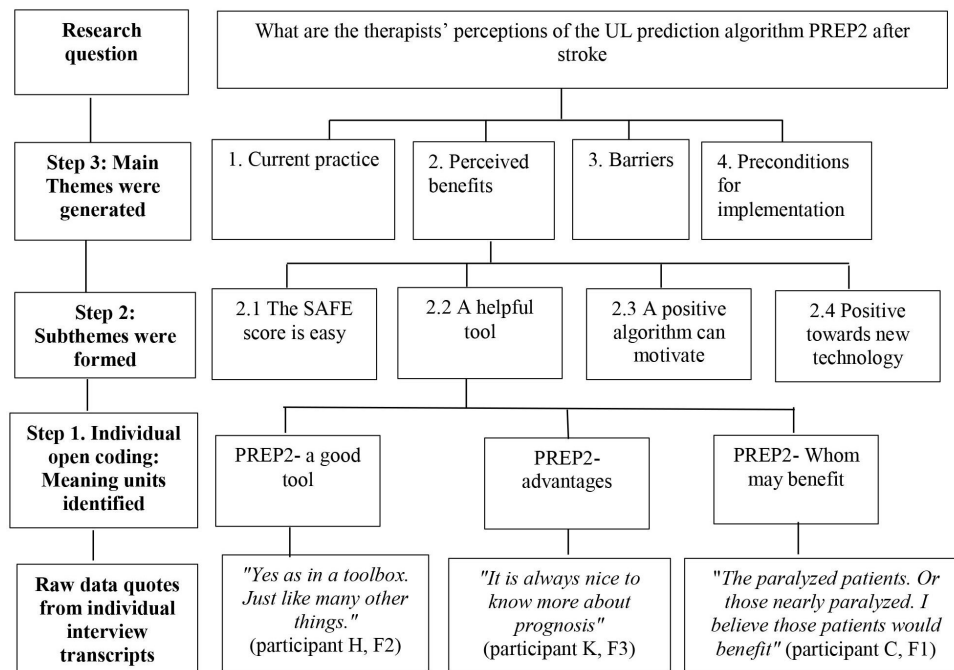 Research
question
What are the therapists’ perceptions of the UL prediction algorithm PREP2 after
stroke
Step 3: Main
Themes were
generated
1. Current practice
2. Perceived
benefits
3. Barriers
4. Preconditions
for
implementation
Step 2:
Subthemes were
formed
2.1 The SAFE
score is easy
2.2 A helpful
tool
2.3 A positive
algorithm can
motivate
2.4 Positive
towards new
technology
Step 1. Individual
open coding:
Meaning units
identified
PREP2- a good
tool
PREP2-
advantages
PREP2- Whom
may benefit
Raw data quotes
from individual
interview
transcripts
"Yes as in a toolbox.
Just like many other
things."
(participant H, F2)
"It is always nice to
know more about
prognosis"
(participant K, F3)
"The paralyzed patients. Or
those nearly paralyzed. I
believe those patients would
benefit" (participant C, F1)